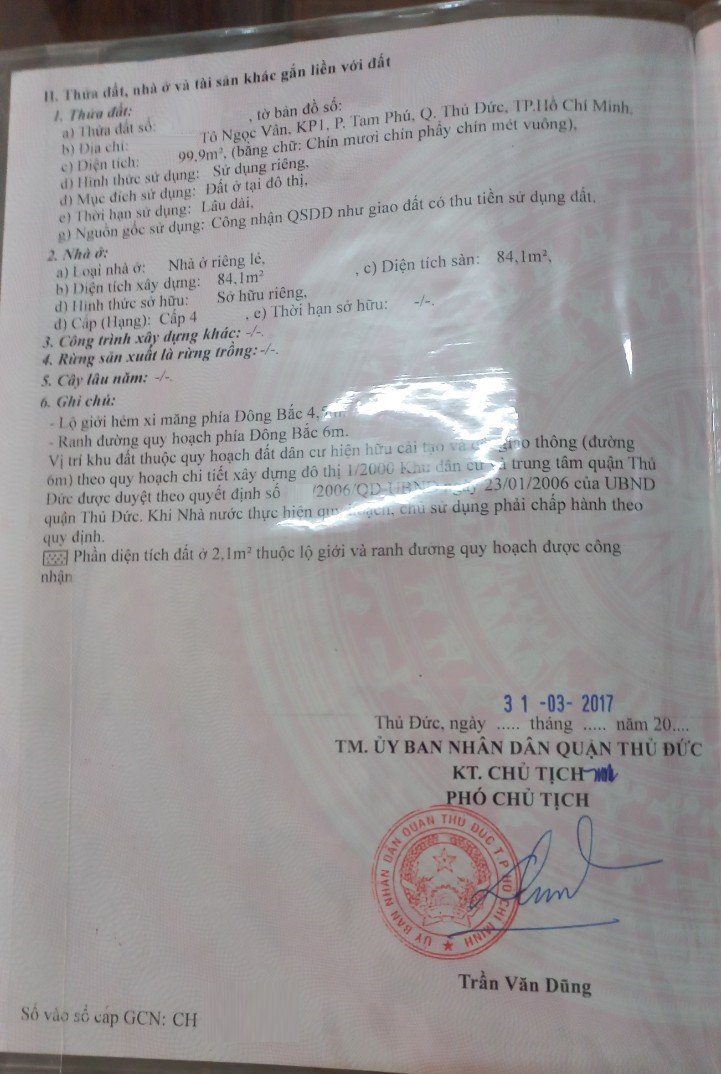 II. Thửa đất, nhà ở và tài sản khác gắn liền với đất
1. Thửa đất:
a) Thửa đất số: , tờ bản đồ số:
b) Địa chỉ: Tô Ngọc Vân, KP1, P. Tam Phú, Q. Thủ Đức, TP.Hồ Chí Minh,
c) Diện tích: 99,9m², (bằng chữ: Chín mươi chín phẩy chín mét vuông),
d) Hình thức sử dụng: Sử dụng riêng,
đ) Mục đích sử dụng: Đất ở tại đô thị,
e) Thời hạn sử dụng: Lâu dài,
g) Nguồn gốc sử dụng: Công nhận QSDĐ như giao đất có thu tiền sử dụng đất.
2. Nhà ở:
a) Loại nhà ở: Nhà ở riêng lẻ,
b) Diện tích xây dựng: 84,1m² , c) Diện tích sàn: 84,1m²,
d) Hình thức sở hữu: Sở hữu riêng,
đ) Cấp (Hạng): Cấp 4 , e) Thời hạn sở hữu: -/-.
3. Công trình xây dựng khác: -/-.
4. Rừng sản xuất là rừng trồng: -/-.
5. Cây lâu năm: -/-.
6. Ghi chú:
- Lộ giới hẻm xi măng phía Đông Bắc
- Ranh đường quy hoạch phía Đông Bắc 6m.
Vị trí khu đất thuộc quy hoạch đất dân cư hiện hữu cải tạo và giao thông (đường
6m) theo quy hoạch chi tiết xây dựng đô thị 1/2000 Khu dân cư và trung tâm quận Thủ
Đức được duyệt theo quyết định số /2006/QĐ-UBND ngày 23/01/2006 của UBND
quận Thủ Đức. Khi Nhà nước thực hiện quy hoạch, chủ sử dụng phải chấp hành theo
quy định.
Phần diện tích đất ở 2,1m² thuộc lộ giới và ranh đường quy hoạch được công
nhận
31 -03- 2017
Thủ Đức, ngày ..... tháng ..... năm 20....
TM. ỦY BAN NHÂN DÂN QUẬN THỦ ĐỨC
KT. CHỦ TỊCH
PHÓ CHỦ TỊCH
ỦY BAN NHÂN DÂN QUẬN THỦ ĐỨC T.P HỒ CHÍ MINH
Trần Văn Dũng
Số vào sổ cấp GCN: CH